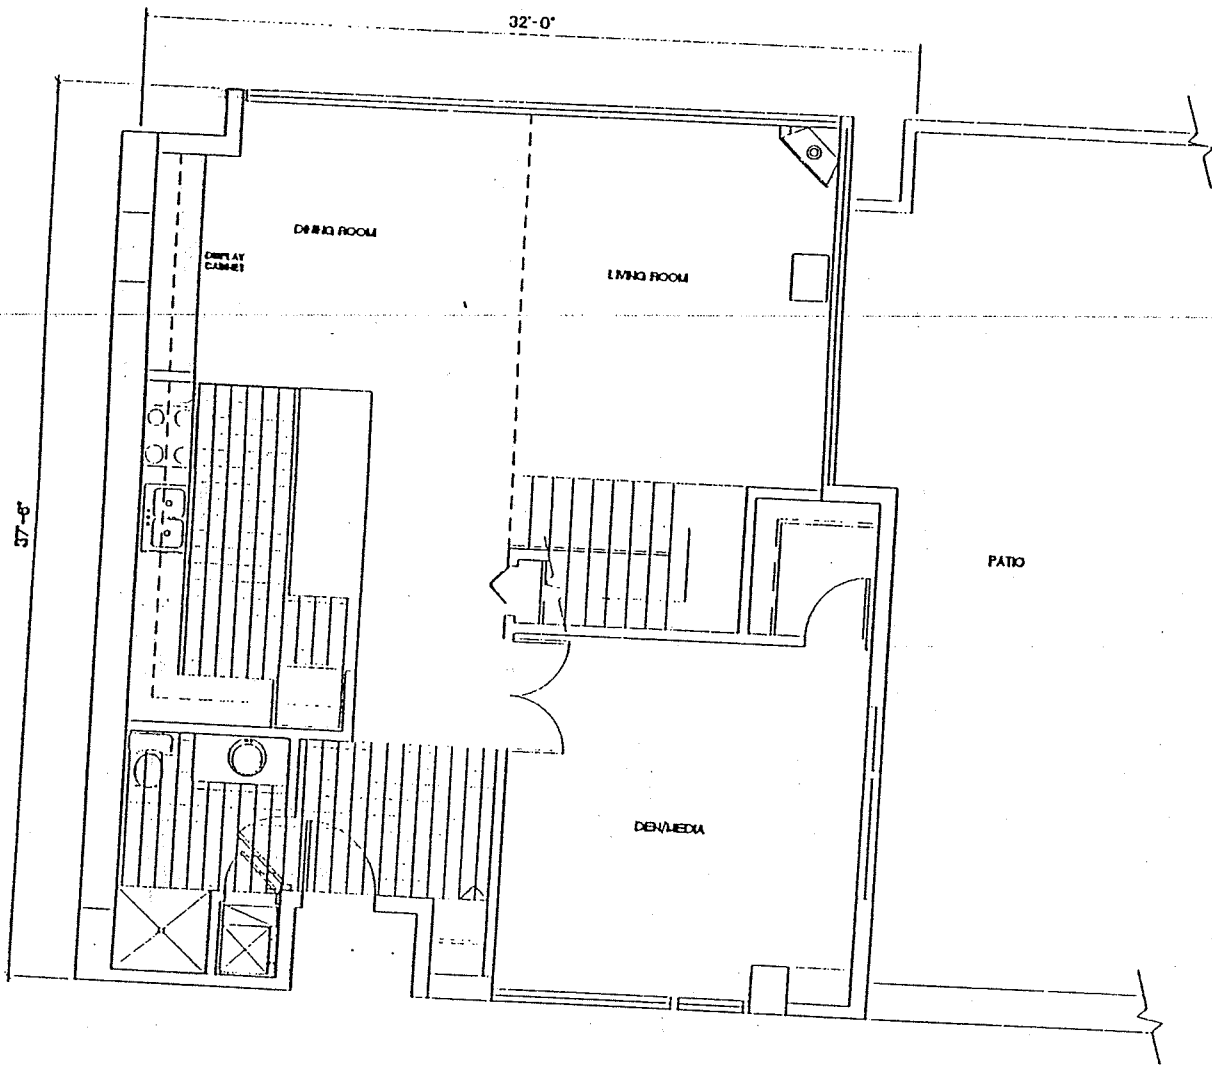 32'-0"
DINING ROOM
DISPLAY
CABINET
LIVING ROOM
37'-6"
PATIO
DEN/MEDIA